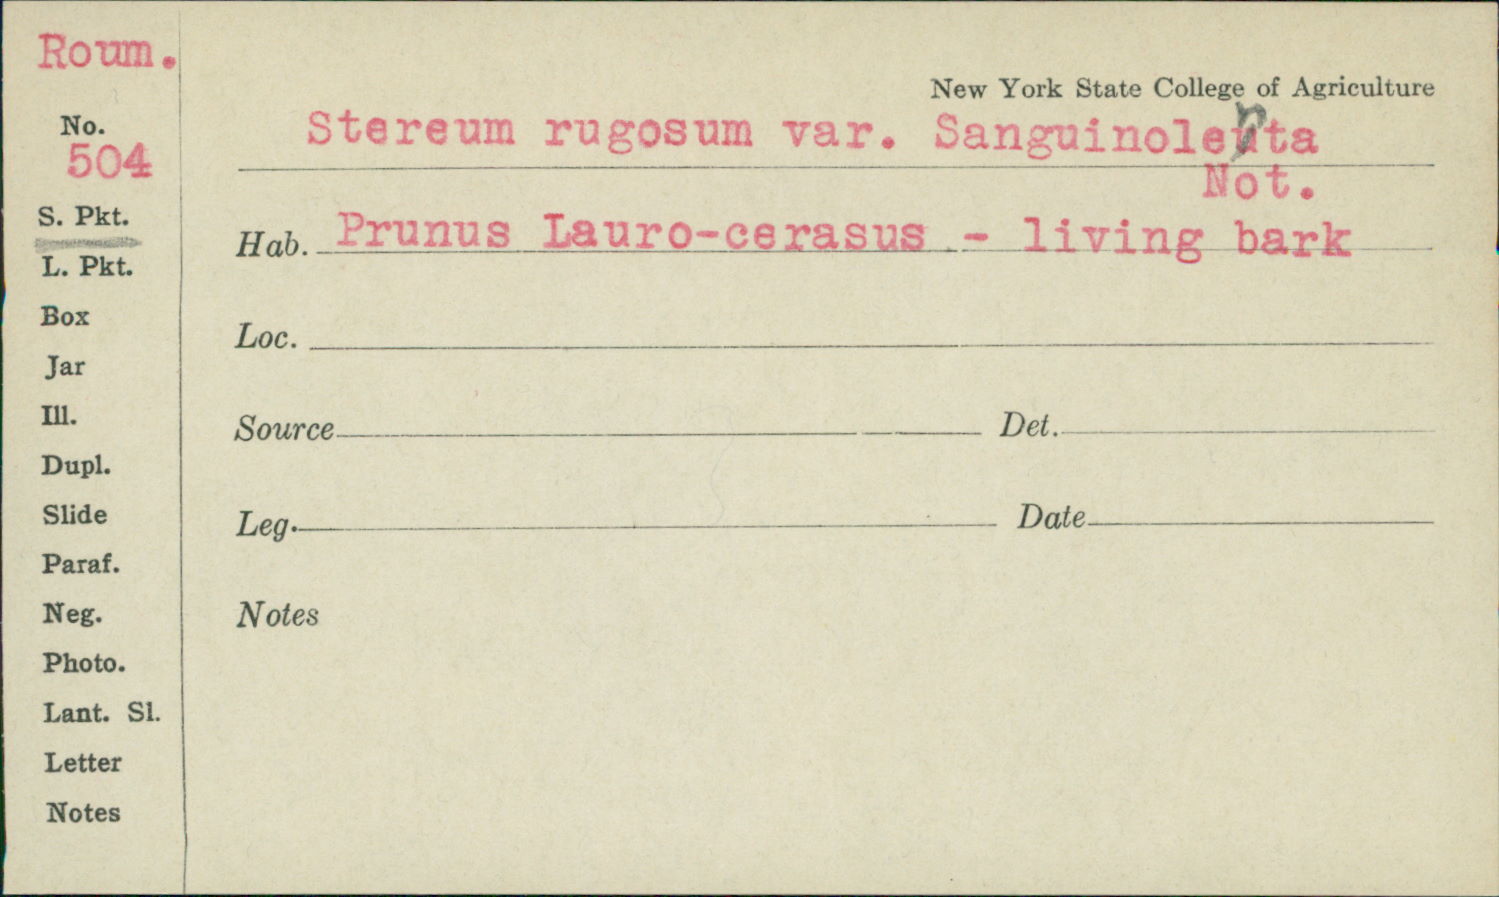 Roum.
No.
504
S. Pkt.
L. Pkt.
Box
Jar
Ill.
Dupl.
Slide
Paraf.
Neg.
Photo.
Lant. Sl.
Letter
Notes
New York State College of Agriculture
Stereum rugosum var. Sanguinolenta
Not.
Hab. Prunus Lauro-cerasus - living bark
Loc.
Source Det.
Leg. Date
Notes